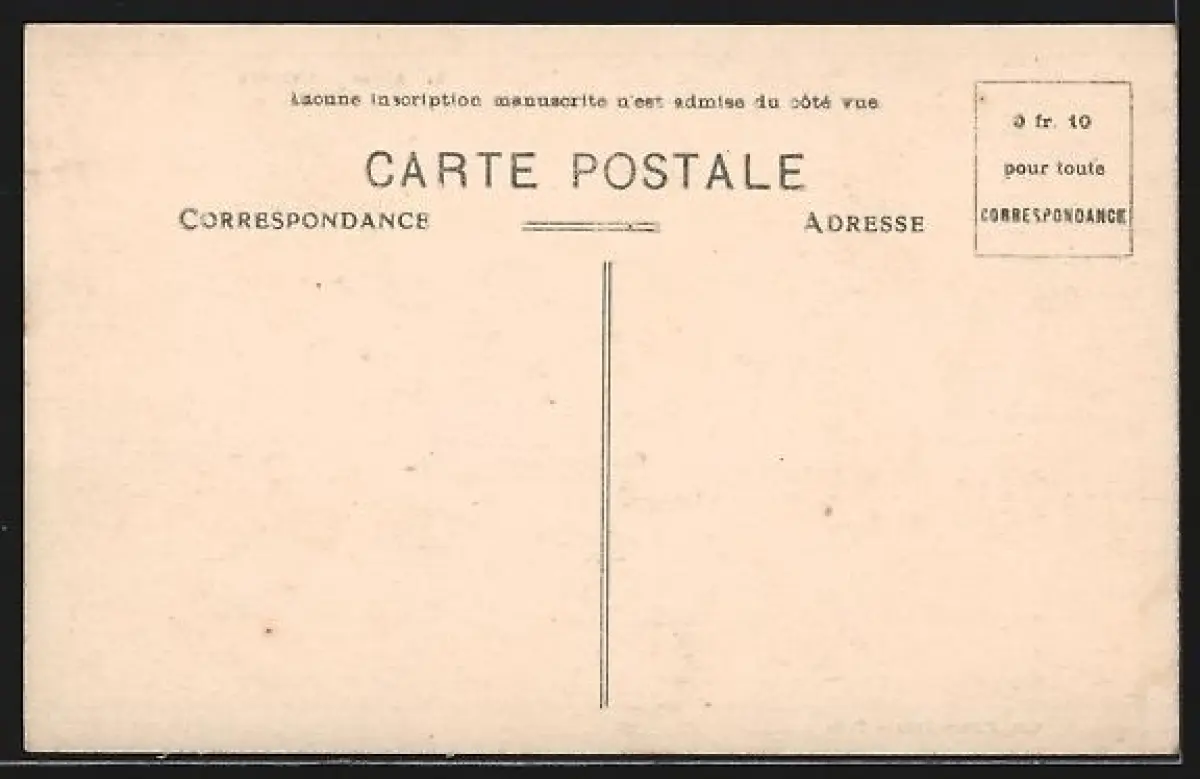 Aucune inscription manuscrite n'est admise du côté vue
CARTE POSTALE
CORRESPONDANCE
ADRESSE
0 fr. 10
pour toute
CORRESPONDANCE